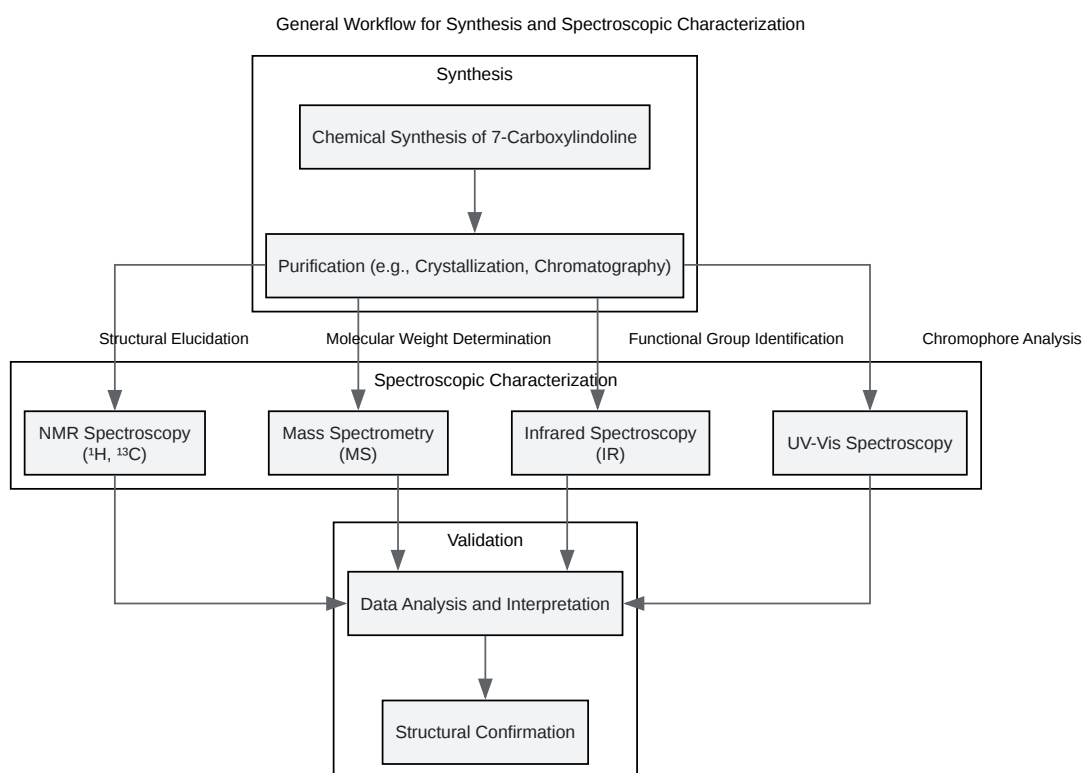 General Workflow for Synthesis and Spectroscopic Characterization
Synthesis
Chemical Synthesis of 7-Carboxylindoline
Purification (e.g., Crystallization, Chromatography)
Structural Elucidation
Molecular Weight Determination
Functional Group Identification
Chromophore Analysis
Spectroscopic Characterization
NMR Spectroscopy
(¹H, ¹³C)
Mass Spectrometry
(MS)
Infrared Spectroscopy
(IR)
UV-Vis Spectroscopy
Validation
Data Analysis and Interpretation
Structural Confirmation